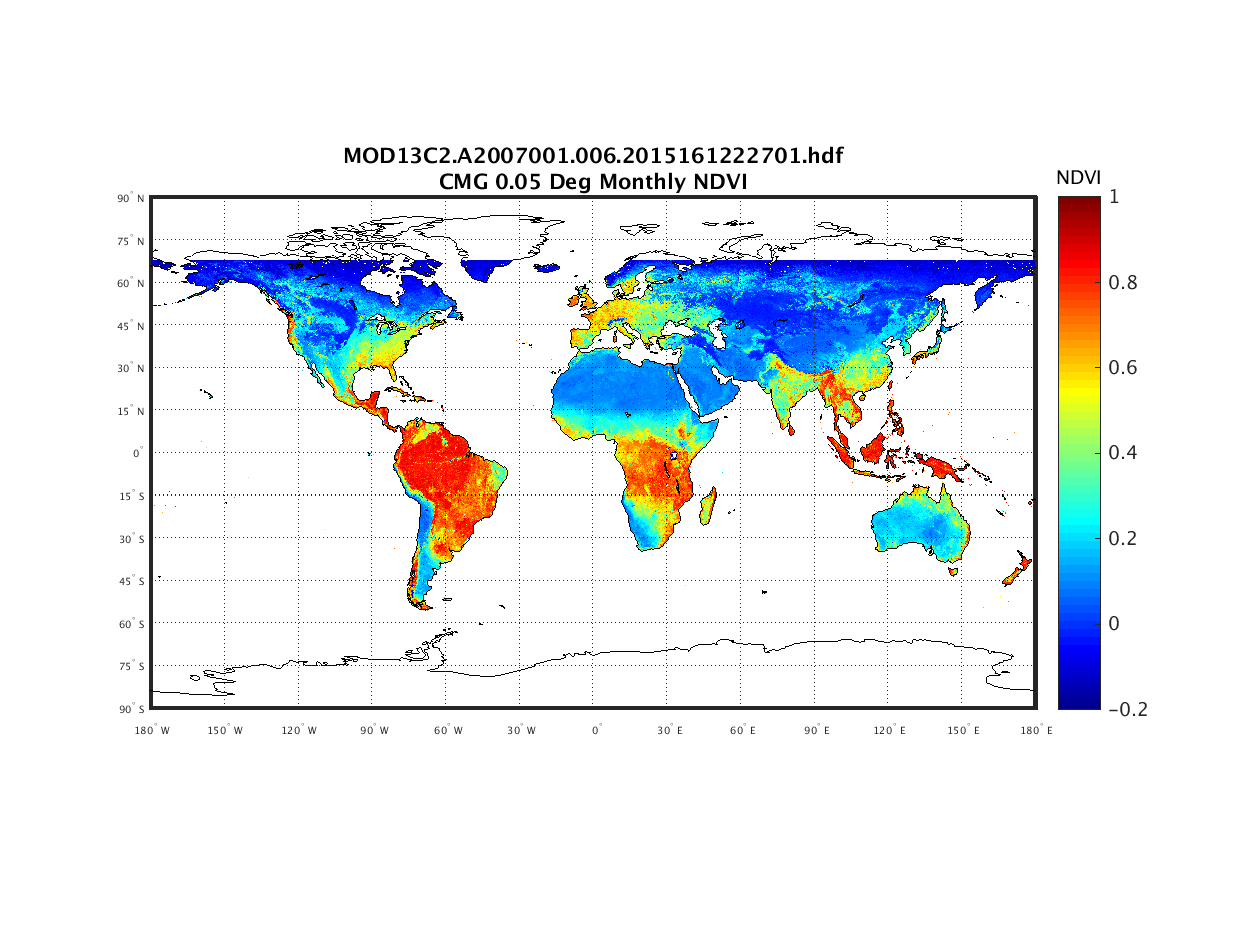 MOD13C2.A2007001.006.2015161222701.hdf
CMG 0.05 Deg Monthly NDVI
NDVI
90° N
75° N
60° N
45° N
30° N
15° N
0°
15° S
30° S
45° S
60° S
75° S
90° S
180° W
150° W
120° W
90° W
60° W
30° W
0°
30° E
60° E
90° E
120° E
150° E
180° E
1
0.8
0.6
0.4
0.2
0
−0.2